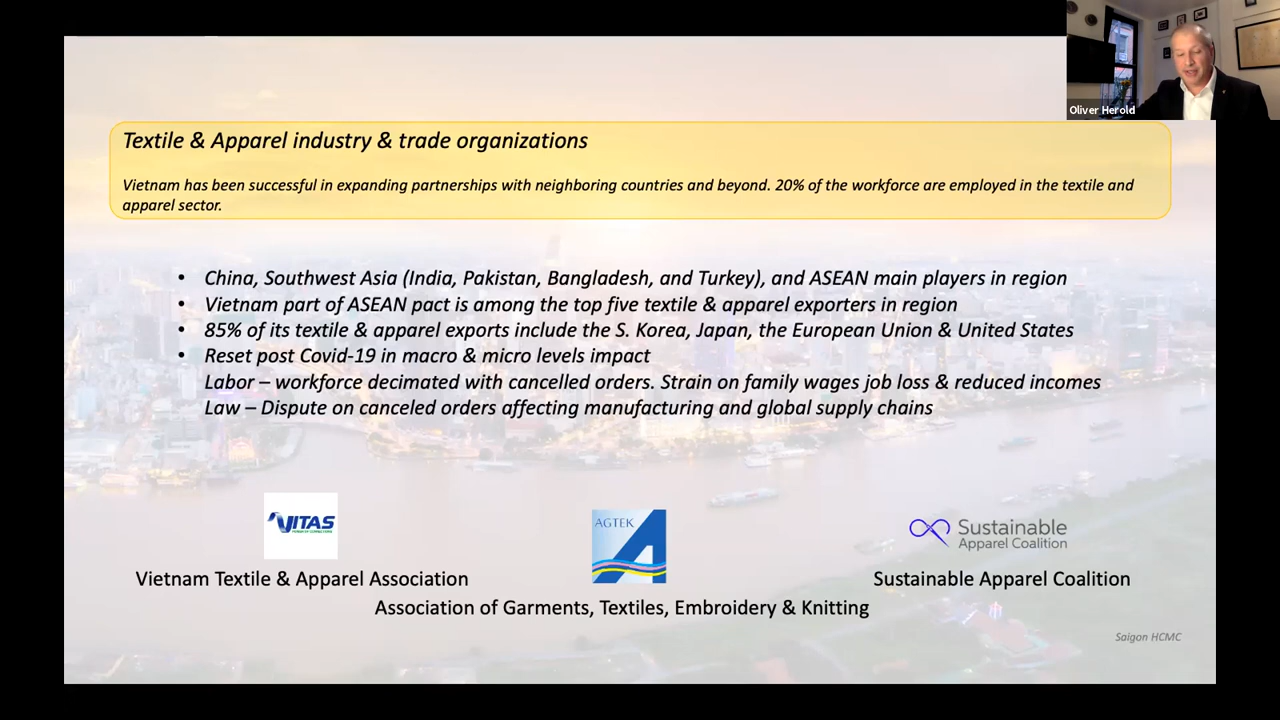 Oliver Herold
Textile & Apparel industry & trade organizations
Vietnam has been successful in expanding partnerships with neighboring countries and beyond. 20% of the workforce are employed in the textile and
apparel sector.
• China, Southwest Asia (India, Pakistan, Bangladesh, and Turkey), and ASEAN main players in region
• Vietnam part of ASEAN pact is among the top five textile & apparel exporters in region
• 85% of its textile & apparel exports include the S. Korea, Japan, the European Union & United States
• Reset post Covid-19 in macro & micro levels impact
Labor – workforce decimated with cancelled orders. Strain on family wages job loss & reduced incomes
Law – Dispute on canceled orders affecting manufacturing and global supply chains
VITAS
AGTEK
Sustainable
Apparel Coalition
Vietnam Textile & Apparel Association
Sustainable Apparel Coalition
Association of Garments, Textiles, Embroidery & Knitting
Saigon HCMC